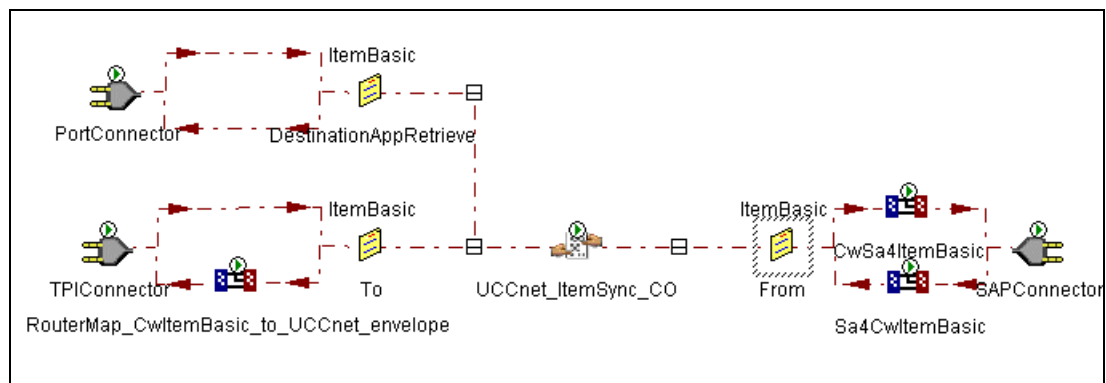 ItemBasic
PortConnector
DestinationAppRetrieve
ItemBasic
ItemBasic
CwSa4ItemBasic
TPIConnector
To
UCCnet_ItemSync_CO
From
SAPConnector
RouterMap_CwItemBasic_to_UCCnet_envelope
Sa4CwItemBasic